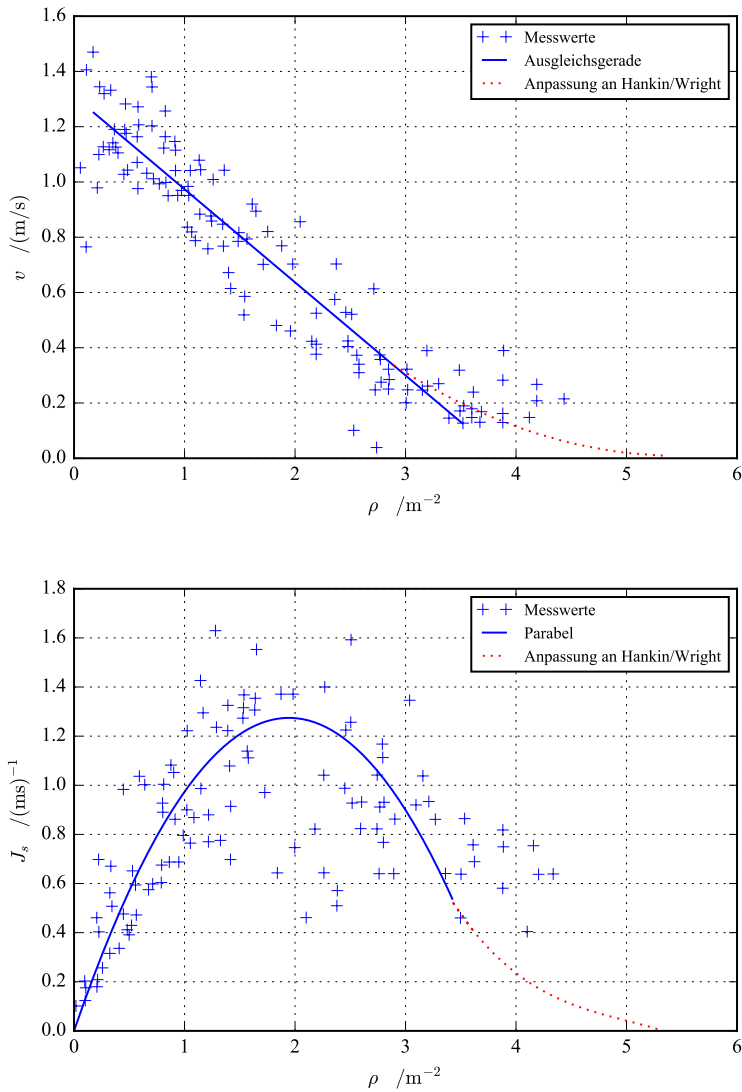 1.6
1.4
1.2
1.0
0.8
0.6
0.4
0.2
0.0
v /(m/s)
Messwerte
Ausgleichsgerade
Anpassung an Hankin/Wright
0 1 2 3 4 5 6
ρ /m⁻²
1.8
1.6
1.4
1.2
1.0
0.8
0.6
0.4
0.2
0.0
Jₛ /(ms)⁻¹
Messwerte
Parabel
Anpassung an Hankin/Wright
0 1 2 3 4 5 6
ρ /m⁻²